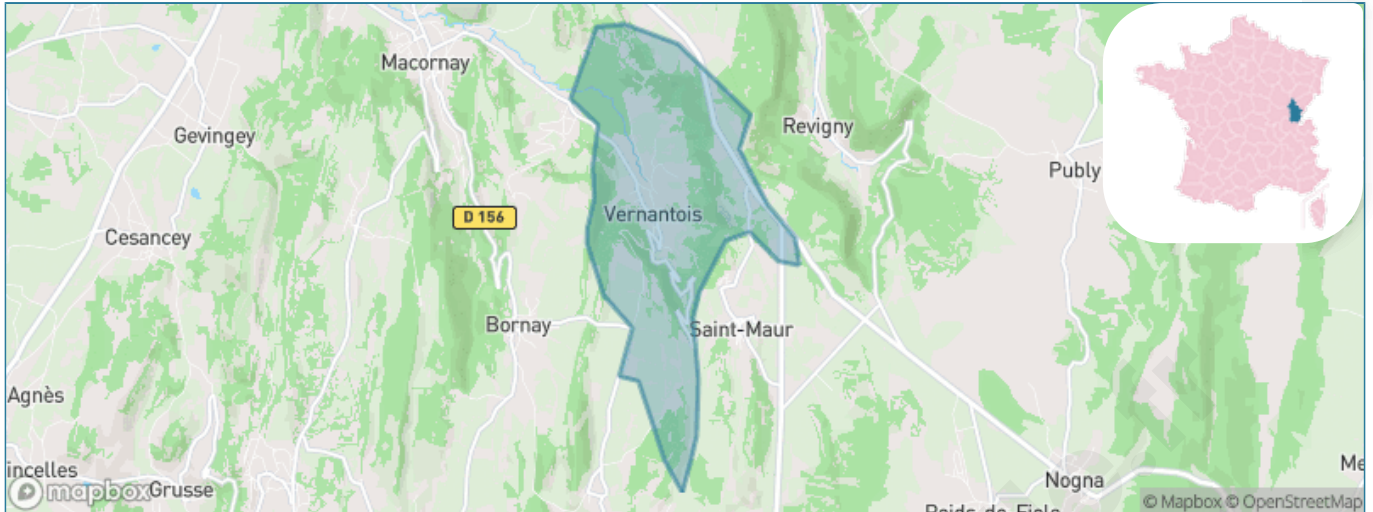 Macornay
Revigny
Gevingey
Publy
Vernantois
D 156
Cesancey
Bornay
Saint-Maur
Agnès
incelles
Me
Nogna
mapbox
Grusse
© Mapbox © OpenStreetMap